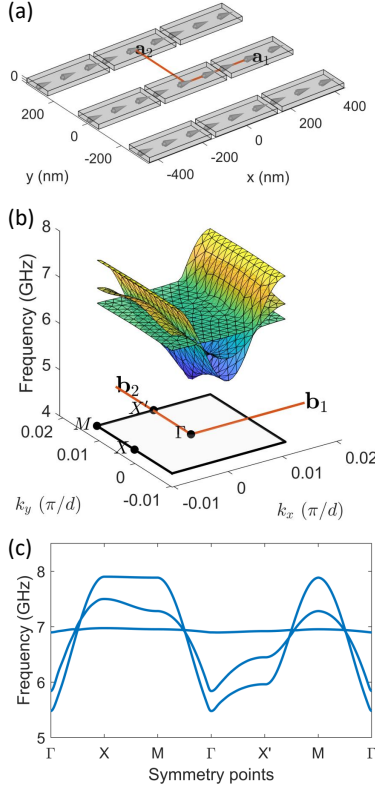 (a)
a₂
a₁
0
200
0
-200
y (nm)
400
200
0
-200
-400
x (nm)
(b)
8
7
6
5
4
Frequency (GHz)
b₂
X'
M
X
Γ
b₁
0.02
0.01
0
-0.01
k_y (π/d)
-0.01
0
0.01
0.02
k_x (π/d)
(c)
8
7
6
5
Frequency (GHz)
Γ X M Γ X' M Γ
Symmetry points